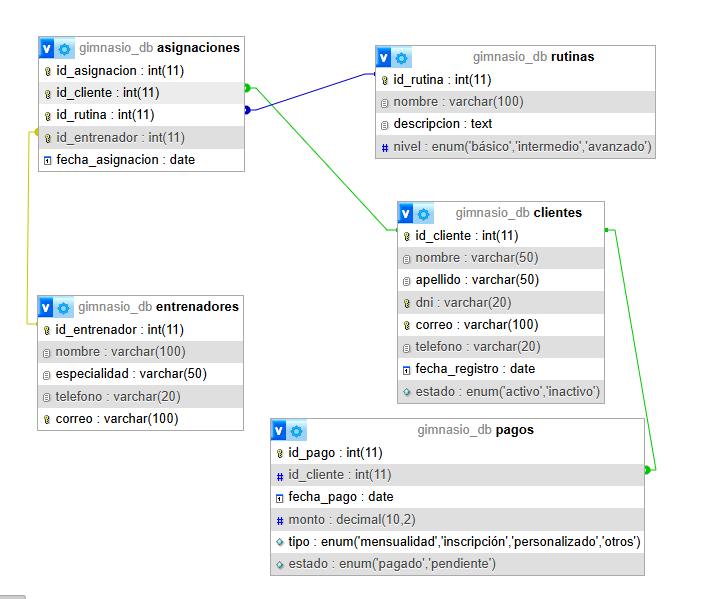 gimnasio_db asignaciones
id_asignacion : int(11)
id_cliente : int(11)
id_rutina : int(11)
id_entrenador : int(11)
fecha_asignacion : date
gimnasio_db rutinas
id_rutina : int(11)
nombre : varchar(100)
descripcion : text
# nivel : enum('básico','intermedio','avanzado')
gimnasio_db clientes
id_cliente : int(11)
nombre : varchar(50)
apellido : varchar(50)
dni : varchar(20)
correo : varchar(100)
telefono : varchar(20)
fecha_registro : date
estado : enum('activo','inactivo')
gimnasio_db entrenadores
id_entrenador : int(11)
nombre : varchar(100)
especialidad : varchar(50)
telefono : varchar(20)
correo : varchar(100)
gimnasio_db pagos
id_pago : int(11)
# id_cliente : int(11)
fecha_pago : date
# monto : decimal(10,2)
tipo : enum('mensualidad','inscripción','personalizado','otros')
estado : enum('pagado','pendiente')